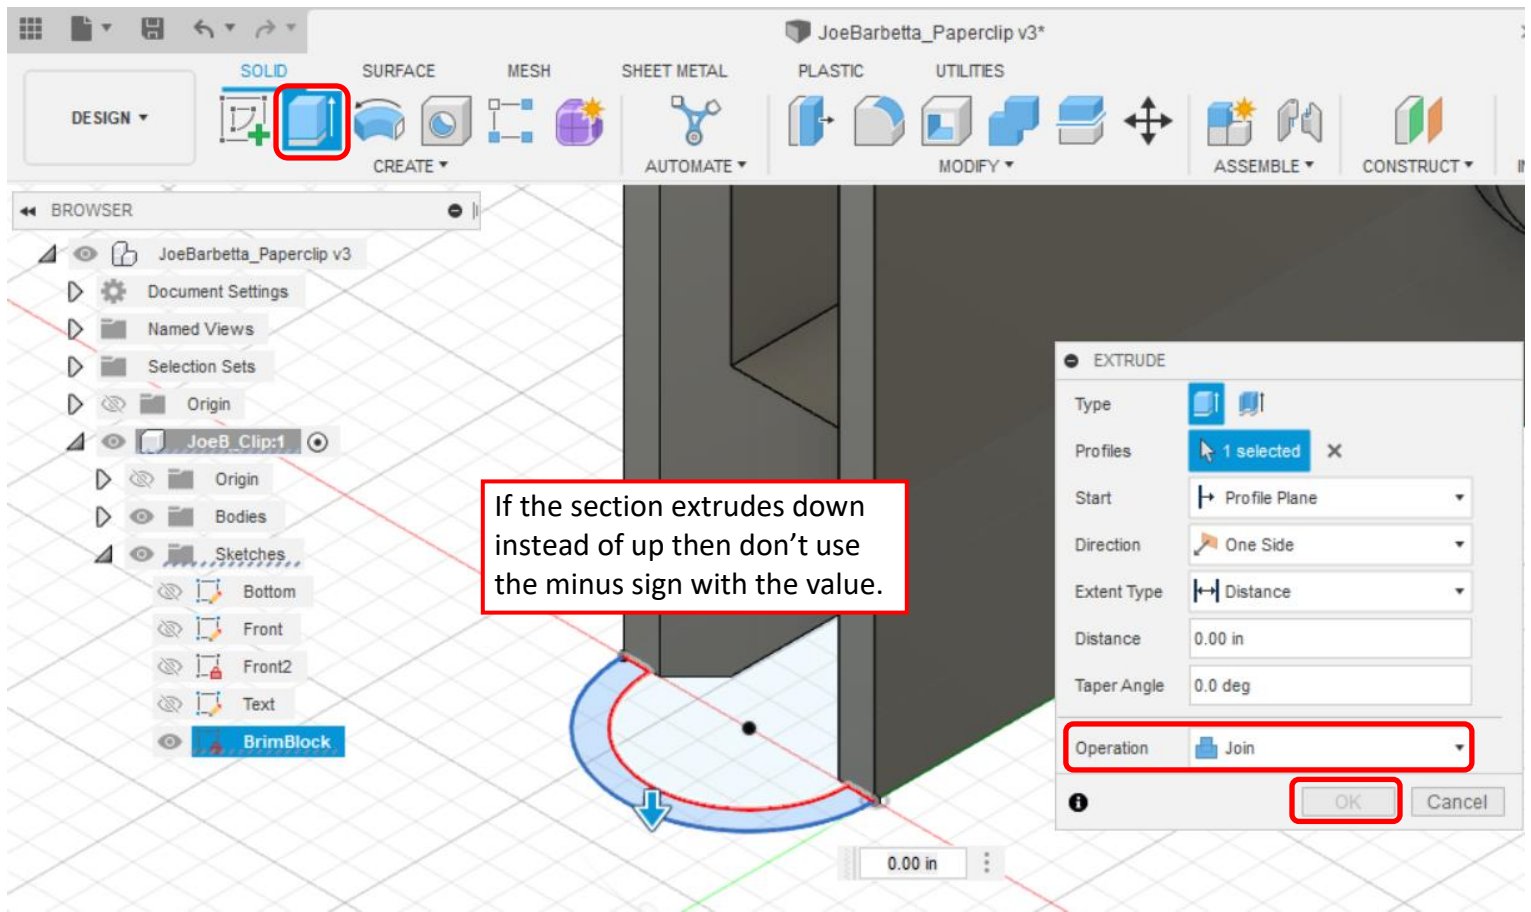 JoeBarbetta_Paperclip v3*
SOLID SURFACE MESH SHEET METAL PLASTIC UTILITIES
DESIGN
CREATE AUTOMATE MODIFY ASSEMBLE CONSTRUCT
BROWSER
JoeBarbetta_Paperclip v3
Document Settings
Named Views
Selection Sets
Origin
JoeB_Clip:1
Origin
Bodies
Sketches
Bottom
Front
Front2
Text
BrimBlock
If the section extrudes down
instead of up then don’t use
the minus sign with the value.
EXTRUDE
Type
Profiles 1 selected
Start Profile Plane
Direction One Side
Extent Type Distance
Distance 0.00 in
Taper Angle 0.0 deg
Operation Join
OK Cancel
0.00 in